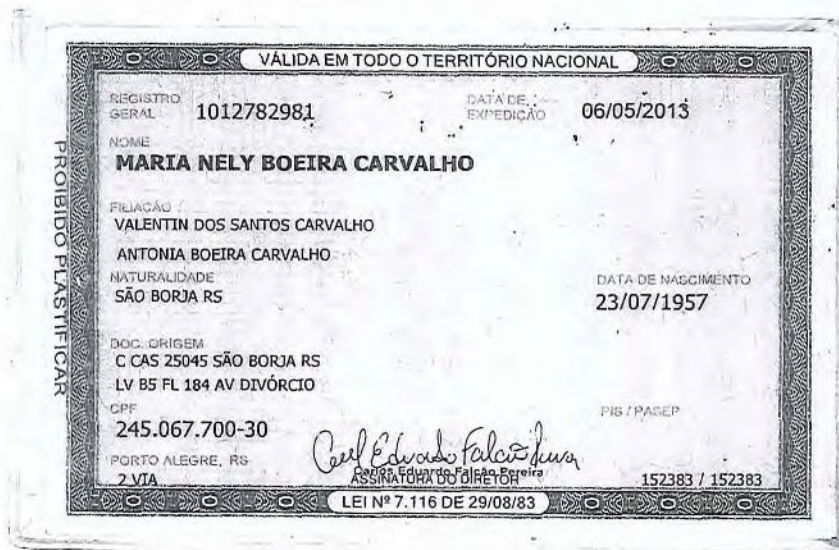 VÁLIDA EM TODO O TERRITÓRIO NACIONAL
REGISTRO GERAL 1012782981 DATA DE EXPEDIÇÃO 06/05/2013
NOME
MARIA NELY BOEIRA CARVALHO
FILIAÇÃO
VALENTIN DOS SANTOS CARVALHO
ANTONIA BOEIRA CARVALHO
NATURALIDADE DATA DE NASCIMENTO
SÃO BORJA RS 23/07/1957
DOC. ORIGEM
C CAS 25045 SÃO BORJA RS
LV B5 FL 184 AV DIVÓRCIO
CPF PIS / PASEP
245.067.700-30
PORTO ALEGRE, RS
Carlos Eduardo Falcão Pereira
2 VIA ASSINATURA DO DIRETOR 152383 / 152383
LEI Nº 7.116 DE 29/08/83
PROIBIDO PLASTIFICAR